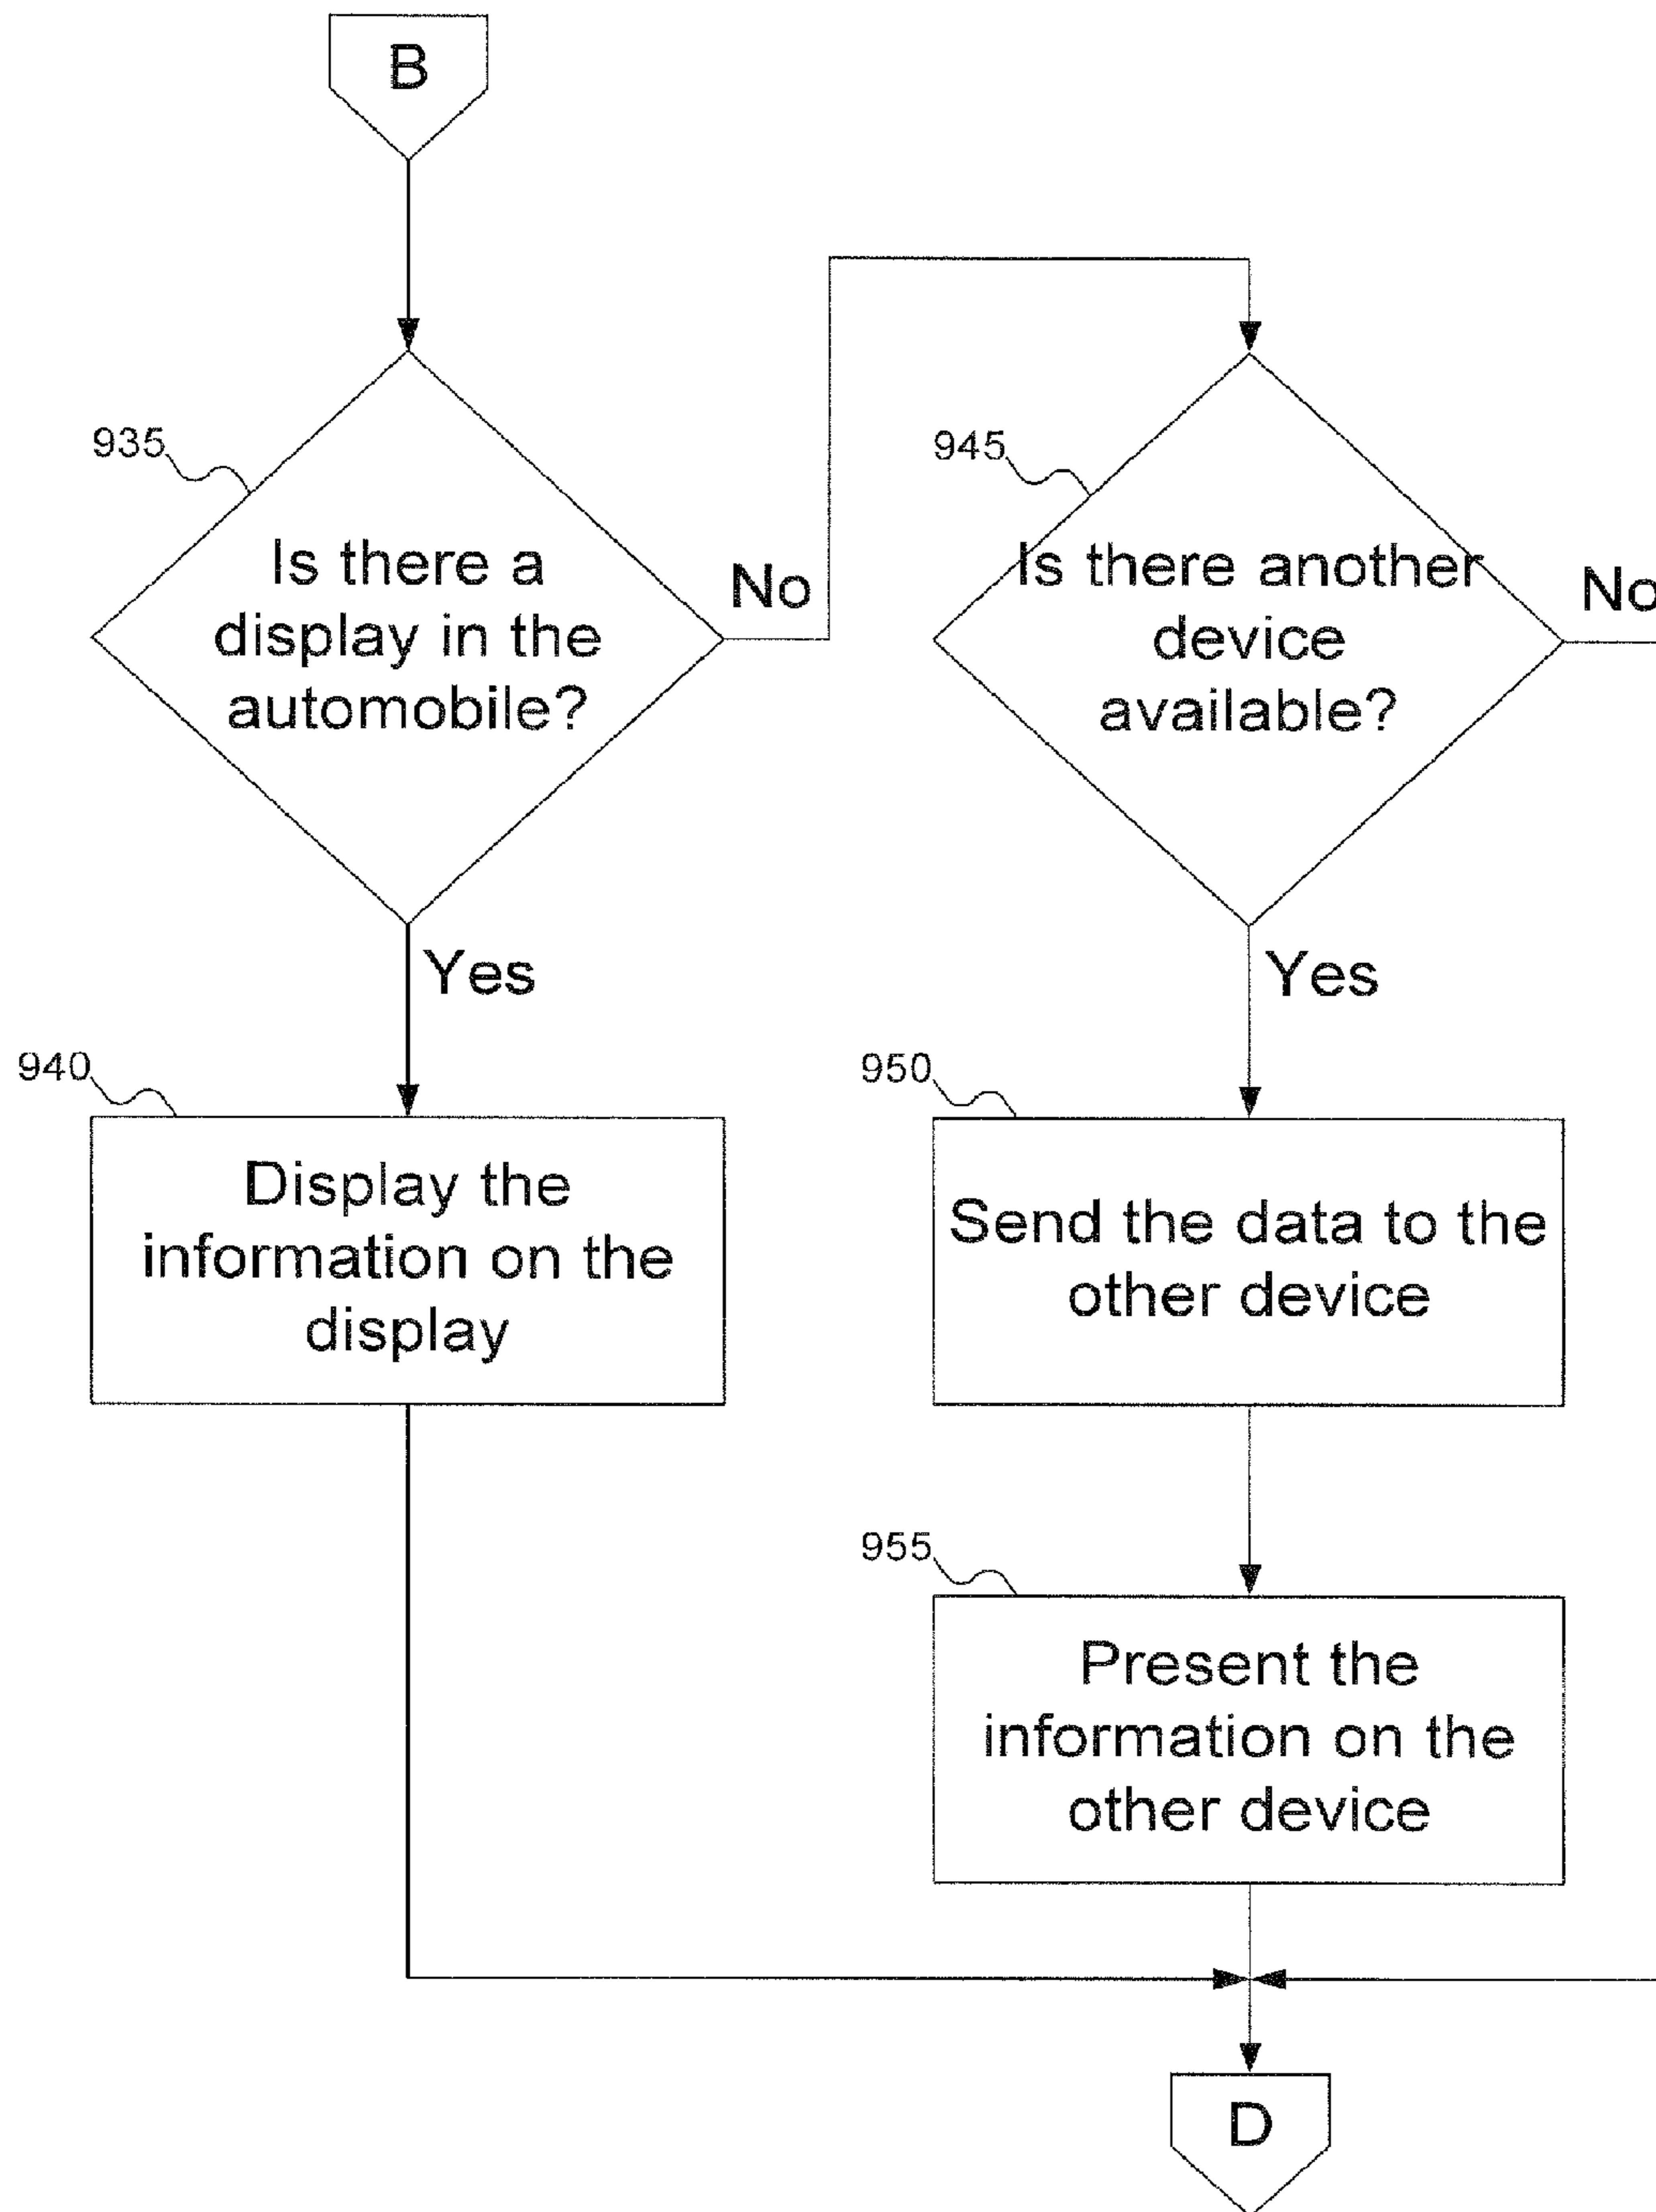 B
935
Is there a
display in the
automobile?
No
Yes
940
Display the
information on the
display
945
Is there another
device
available?
No
Yes
950
Send the data to the
other device
955
Present the
information on the
other device
D